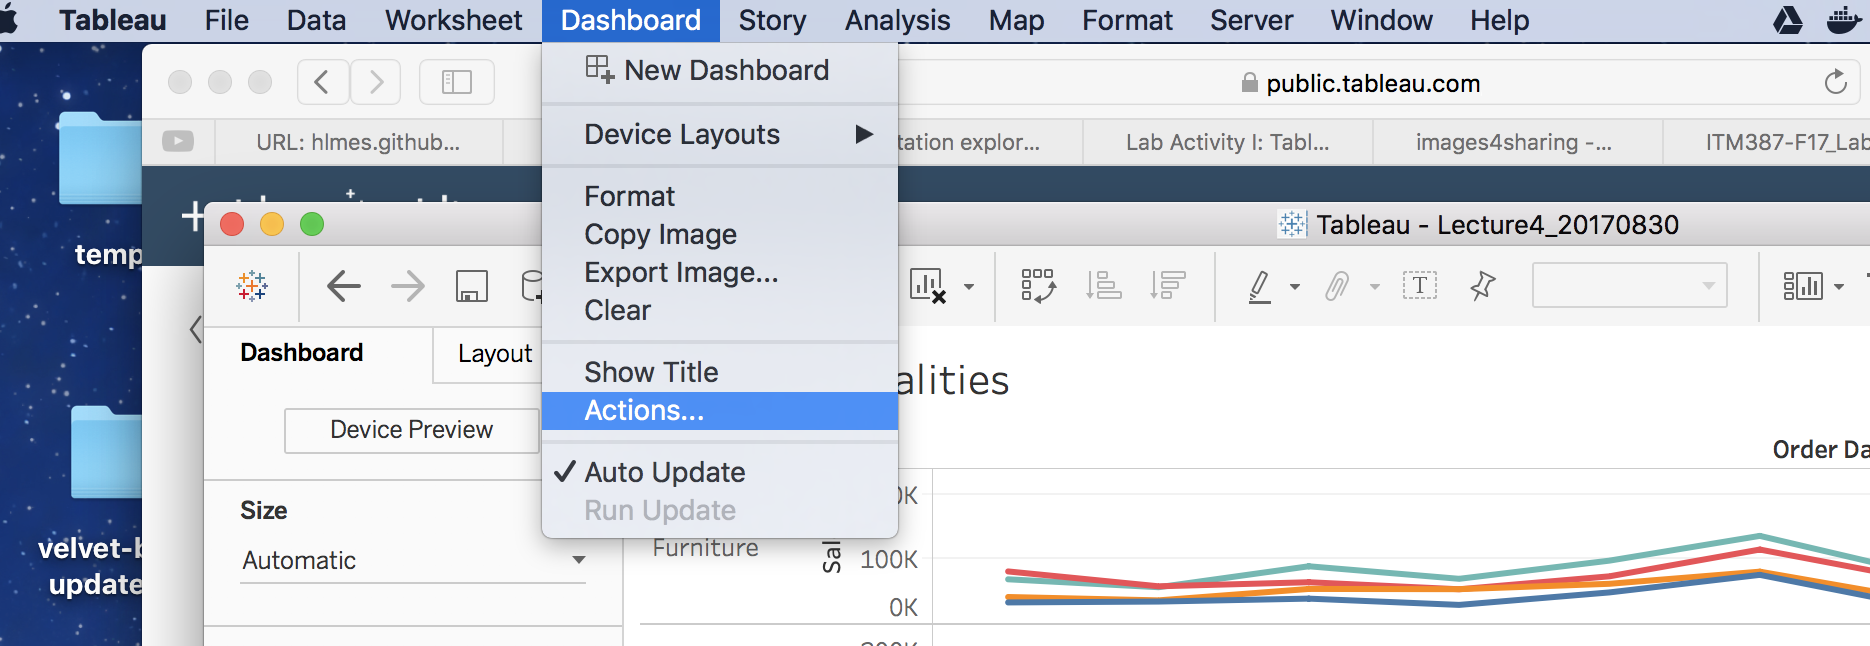 Tableau File Data Worksheet Dashboard Story Analysis Map Format Server Window Help
New Dashboard
public.tableau.com
Device Layouts
URL: hlmes.github...
tation explor...
Lab Activity I: Tabl...
images4sharing -...
ITM387-F17_Lab
Format
Copy Image
Export Image...
Clear
Show Title
Actions...
Auto Update
Run Update
Tableau - Lecture4_20170830
temp
T
Dashboard
Layout
alities
Device Preview
Order Da
Size
Automatic
velvet-b
update
Furniture
Sal
0K
100K
0K